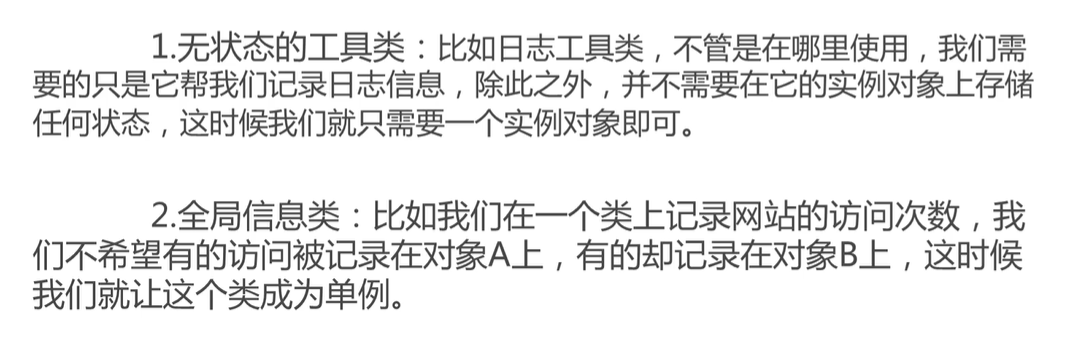 1.无状态的工具类：比如日志工具类，不管是在哪里使用，我们需
要的只是它帮我们记录日志信息，除此之外，并不需要在它的实例对象上存储
任何状态，这时候我们就只需要一个实例对象即可。
2.全局信息类：比如我们在一个类上记录网站的访问次数，我
们不希望有的访问被记录在对象A上，有的却记录在对象B上，这时候
我们就让这个类成为单例。